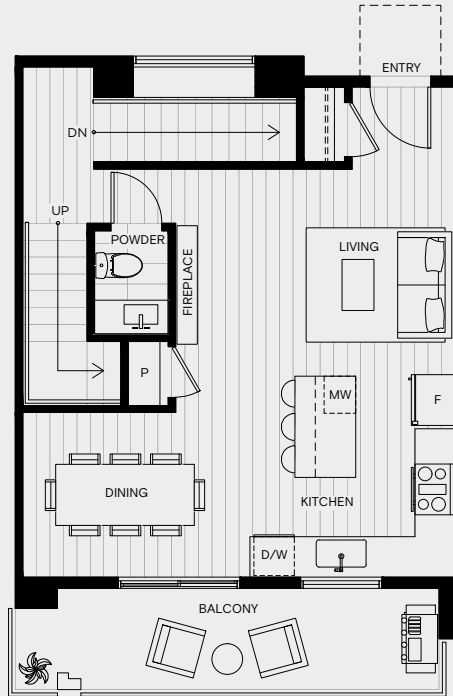 ENTRY
DN
UP
POWDER
FIREPLACE
LIVING
P
MW
F
DINING
KITCHEN
D/W
BALCONY